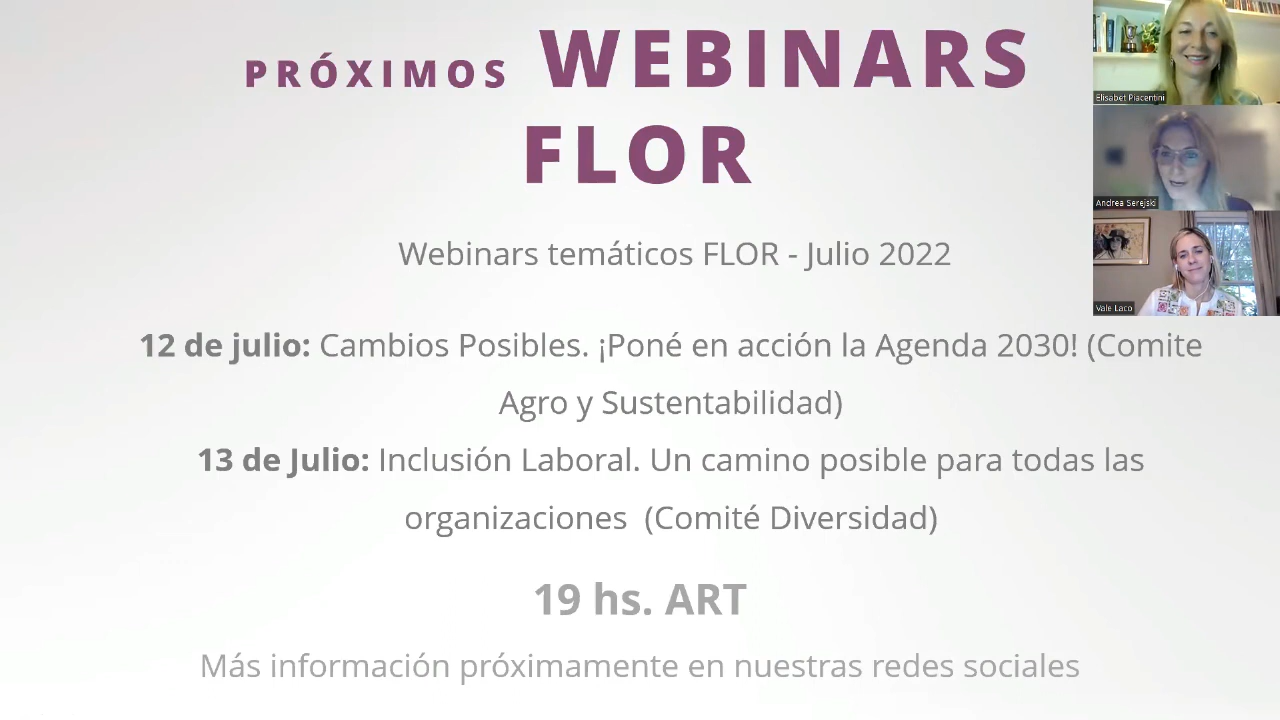 PRÓXIMOS WEBINARS
FLOR
Webinars temáticos FLOR - Julio 2022
12 de julio: Cambios Posibles. ¡Poné en acción la Agenda 2030! (Comite
Agro y Sustentabilidad)
13 de Julio: Inclusión Laboral. Un camino posible para todas las
organizaciones (Comité Diversidad)
19 hs. ART
Más información próximamente en nuestras redes sociales
Elisabet Piacentini
Andrea Serejski
Vale Laco